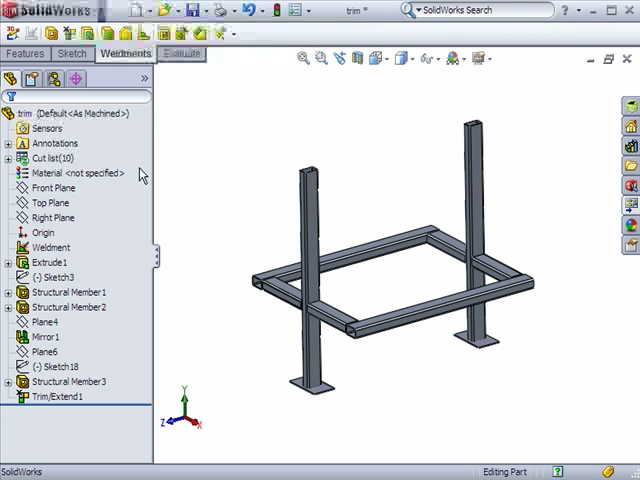 SolidWorks
trim *
SolidWorks Search
Features
Sketch
Weldments
Evaluate
trim (Default<As Machined>)
Sensors
A Annotations
Cut list(10)
Material <not specified>
Front Plane
Top Plane
Right Plane
Origin
Weldment
Extrude1
(-) Sketch3
Structural Member1
Structural Member2
Plane4
Mirror1
Plane6
(-) Sketch18
Structural Member3
Trim/Extend1
Y
Z
X
SolidWorks
Editing Part